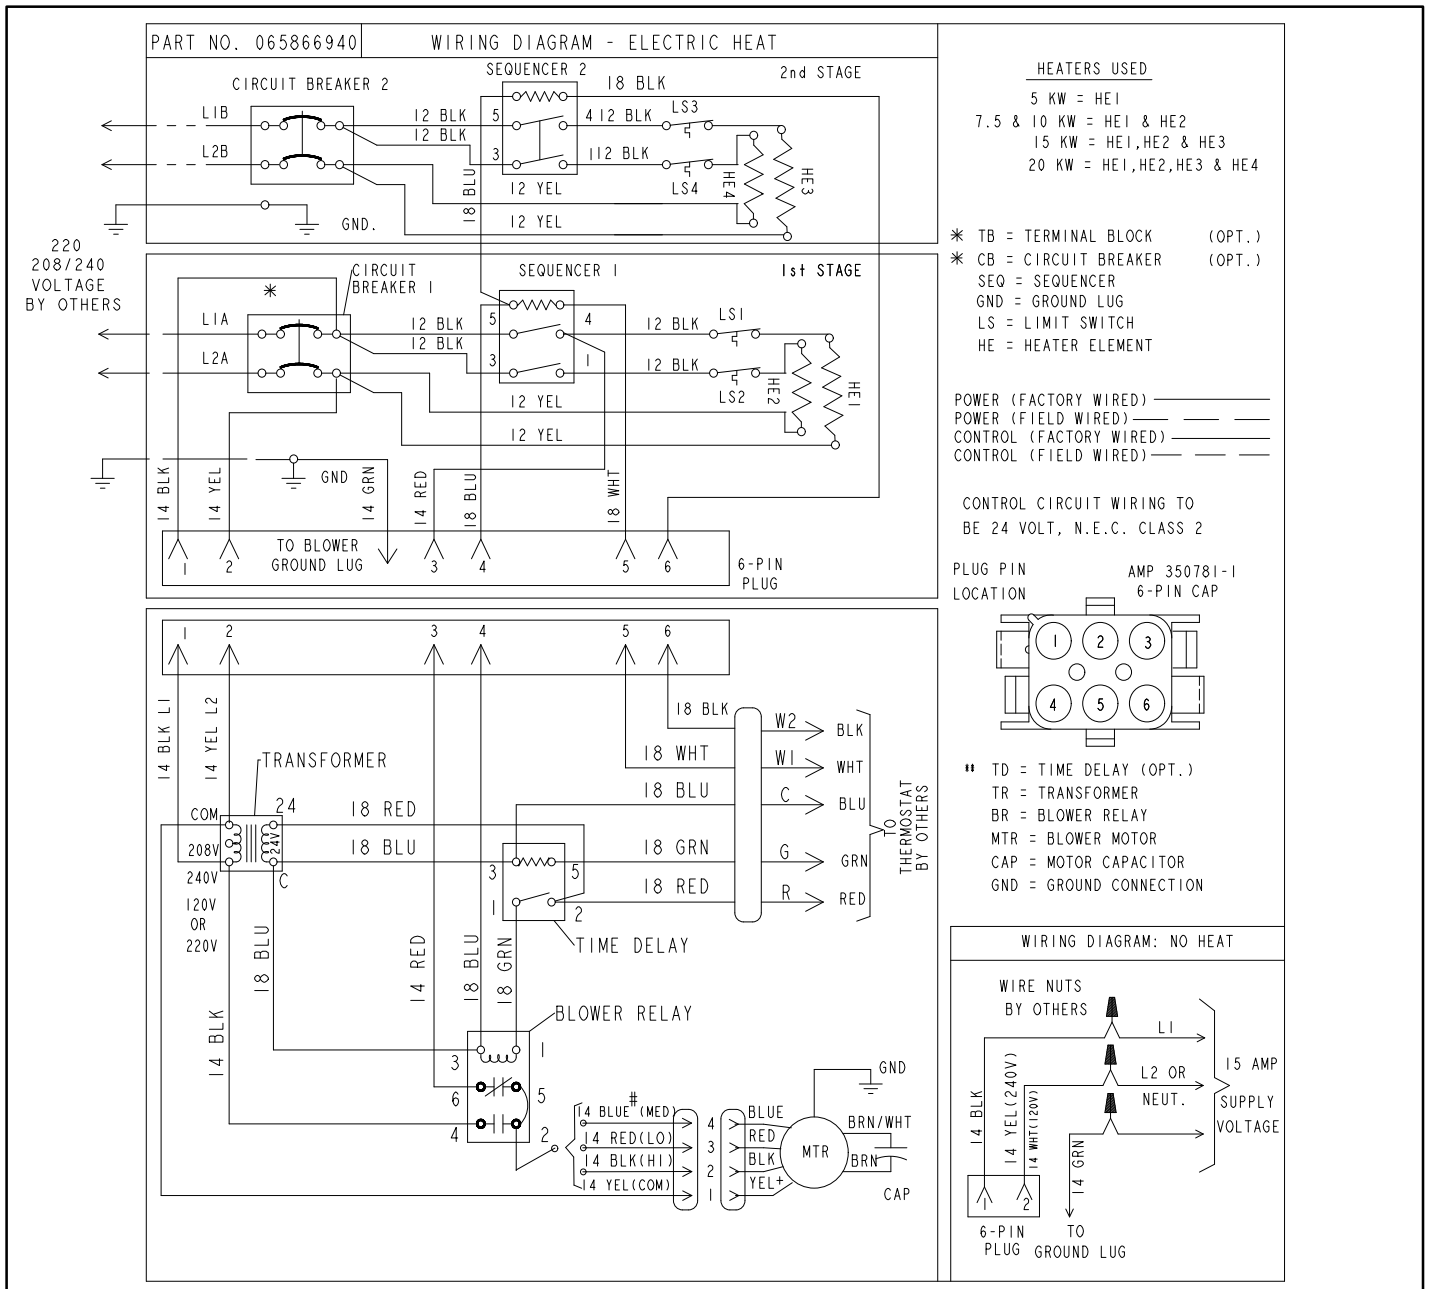 PART NO. 065866940
WIRING DIAGRAM - ELECTRIC HEAT
CIRCUIT BREAKER 2
SEQUENCER 2
18 BLK
2nd STAGE
L1B
12 BLK
12 BLK
5
4
12 BLK
LS3
L2B
3
1
12 BLK
LS4
HE4
HE3
18 BLU
12 YEL
12 YEL
GND.
220
208/240
VOLTAGE
BY OTHERS
CIRCUIT
BREAKER 1
SEQUENCER 1
1st STAGE
*
L1A
12 BLK
12 BLK
5
4
12 BLK
LS1
L2A
3
1
12 BLK
LS2
HE2
HE1
12 YEL
12 YEL
GND
14 BLK
14 YEL
14 GRN
14 RED
18 BLU
18 WHT
TO BLOWER
GROUND LUG
1
2
3
4
5
6
6-PIN
PLUG
1
2
3
4
5
6
14 BLK L1
14 YEL L2
18 BLK
W2
BLK
TRANSFORMER
18 WHT
W1
WHT
18 BLU
C
BLU
COM
24
18 RED
208V
24V
18 BLU
3
5
18 GRN
G
GRN
240V
C
18 RED
R
RED
120V
OR
220V
1
2
TIME DELAY
TO
THERMOSTAT
BY OTHERS
18 BLU
14 RED
18 BLU
18 GRN
14 BLK
BLOWER RELAY
3
1
6
5
4
2
#
14 BLUE (MED)
14 RED(LO)
14 BLK(HI)
14 YEL(COM)
4
3
2
1
BLUE
RED
BLK
YEL+
MTR
GND
BRN/WHT
BRN
CAP
HEATERS USED
5 KW = HE1
7.5 & 10 KW = HE1 & HE2
15 KW = HE1,HE2 & HE3
20 KW = HE1,HE2,HE3 & HE4
* TB = TERMINAL BLOCK (OPT.)
* CB = CIRCUIT BREAKER (OPT.)
SEQ = SEQUENCER
GND = GROUND LUG
LS = LIMIT SWITCH
HE = HEATER ELEMENT
POWER (FACTORY WIRED)
POWER (FIELD WIRED)
CONTROL (FACTORY WIRED)
CONTROL (FIELD WIRED)
CONTROL CIRCUIT WIRING TO
BE 24 VOLT, N.E.C. CLASS 2
PLUG PIN
LOCATION
AMP 350781-1
6-PIN CAP
1
2
3
4
5
6
** TD = TIME DELAY (OPT.)
TR = TRANSFORMER
BR = BLOWER RELAY
MTR = BLOWER MOTOR
CAP = MOTOR CAPACITOR
GND = GROUND CONNECTION
WIRING DIAGRAM: NO HEAT
WIRE NUTS
BY OTHERS
L1
L2 OR
NEUT.
15 AMP
SUPPLY
VOLTAGE
14 BLK
14 YEL(240V)
14 WHT(120V)
14 GRN
1
2
6-PIN
PLUG
TO
GROUND LUG